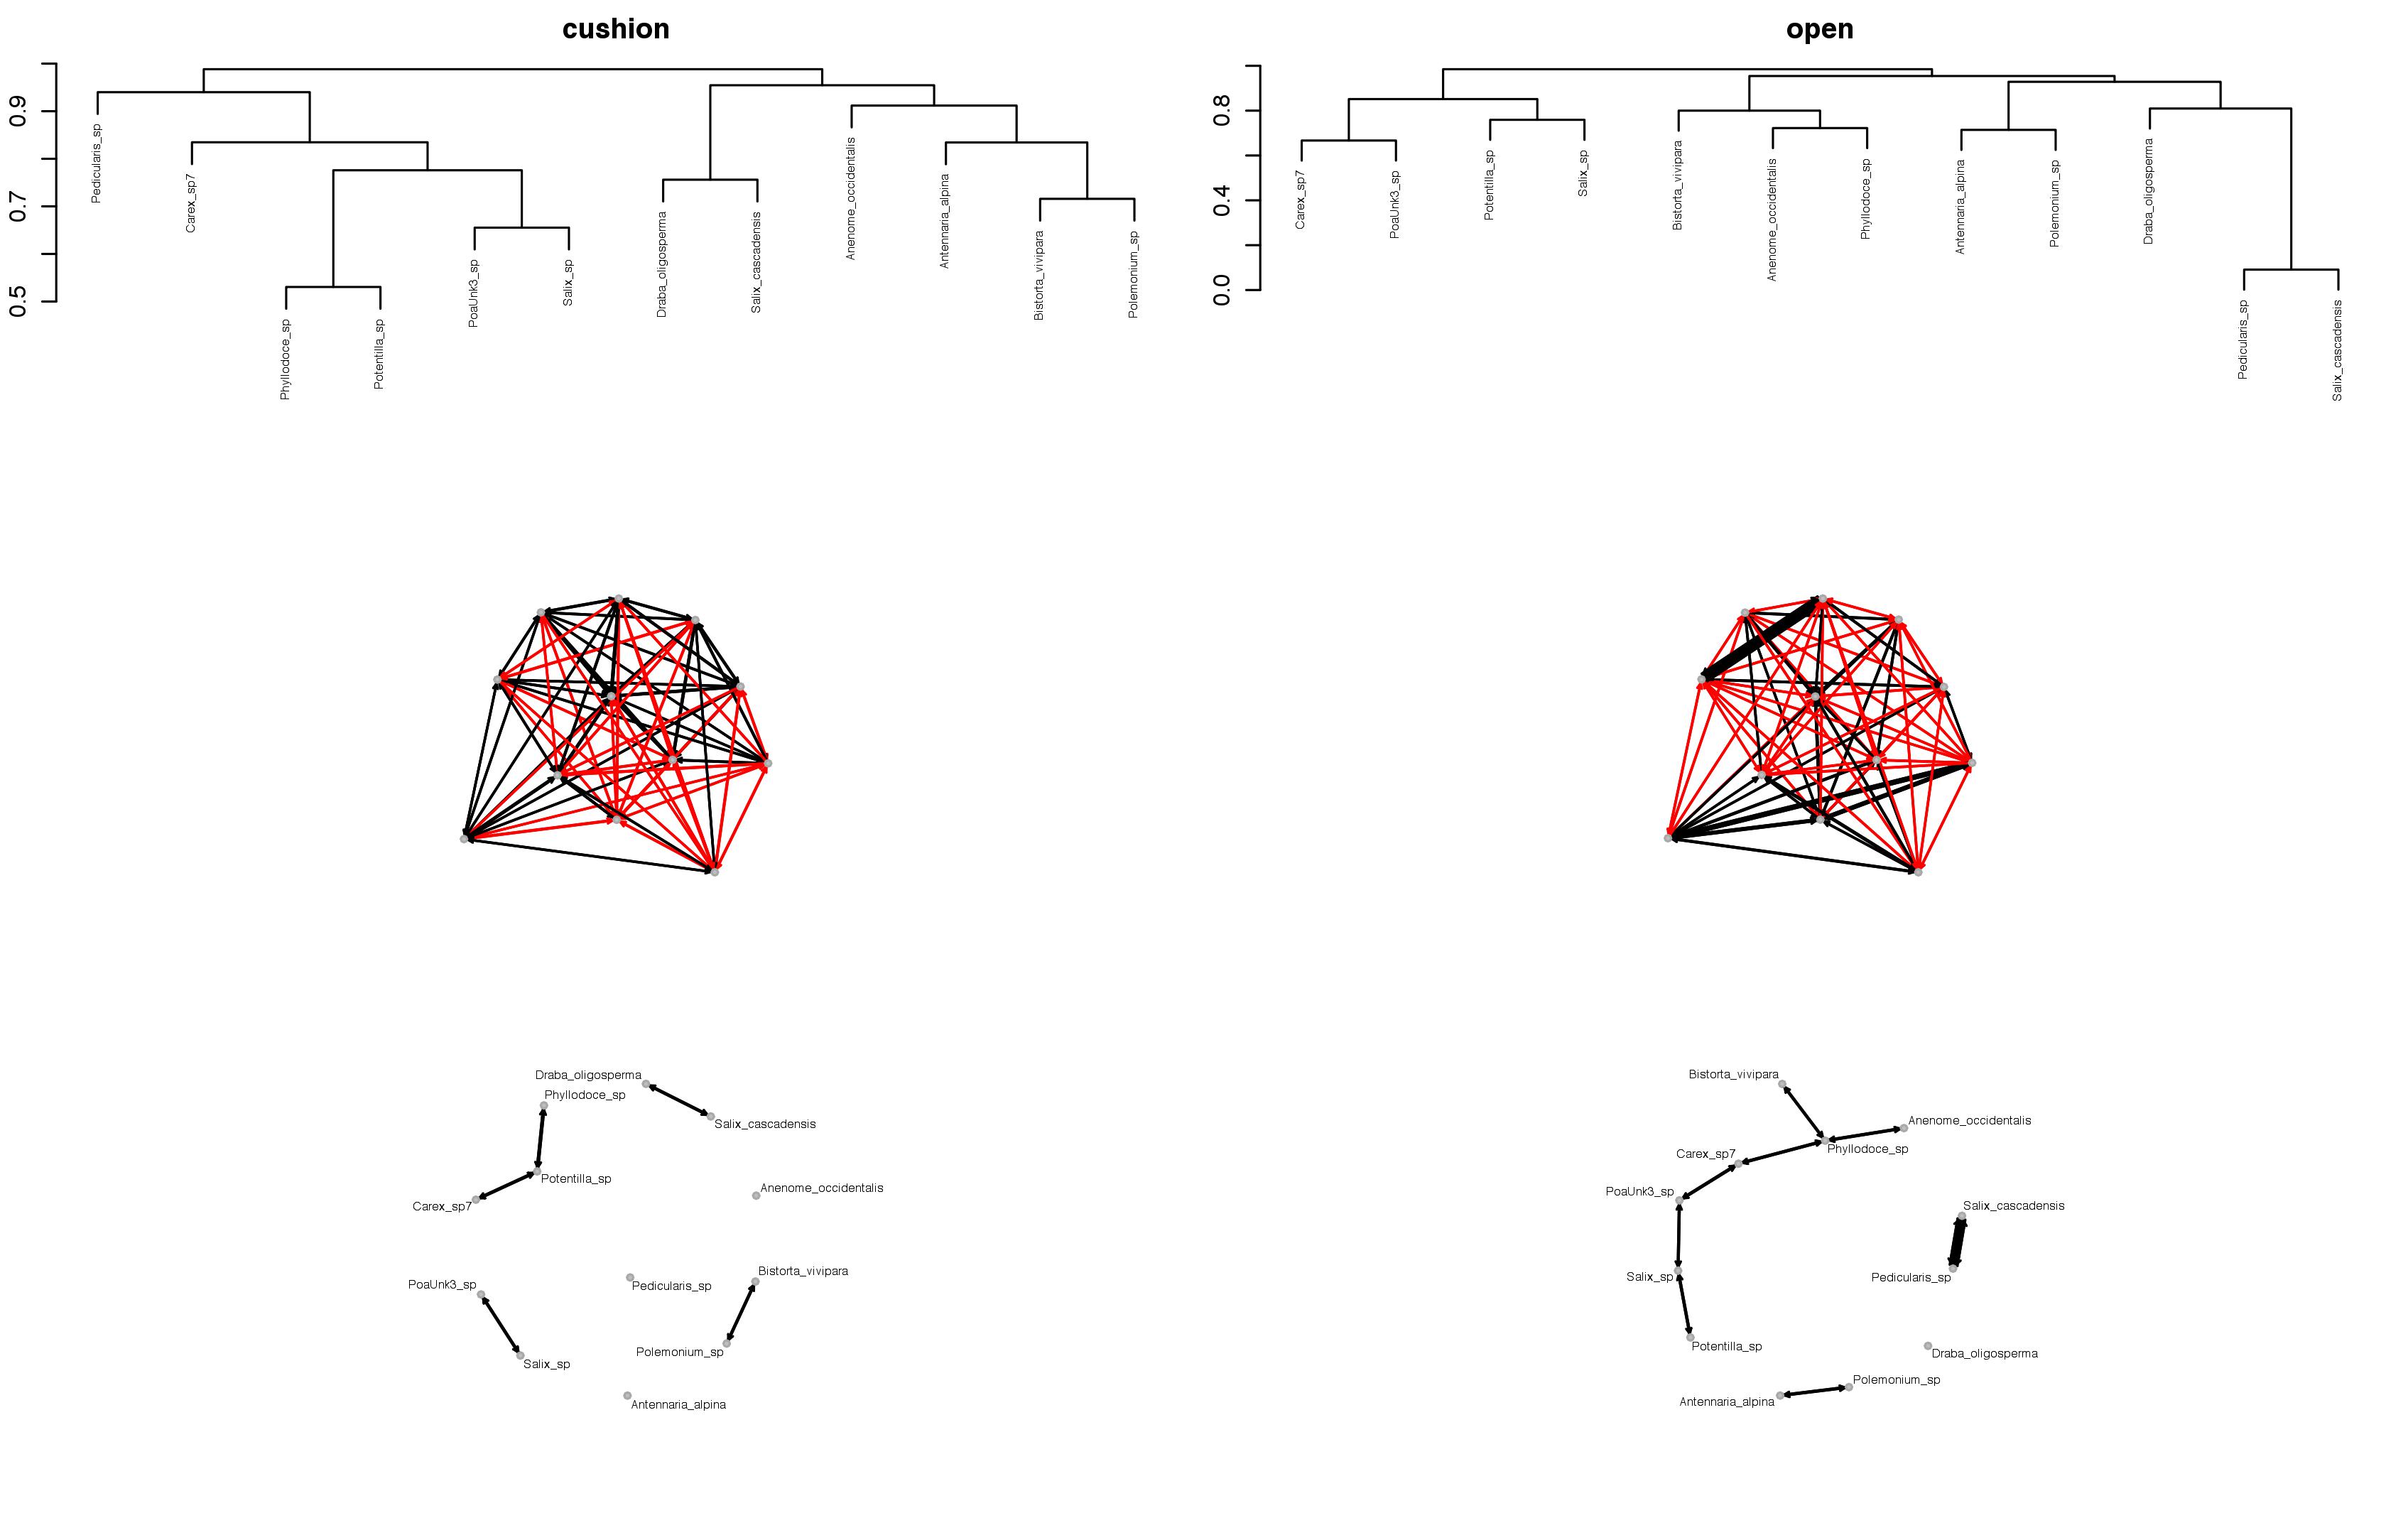 cushion
open
0.9
0.7
0.5
Pedicularis_sp
Carex_sp7
Phyllodoce_sp
Potentilla_sp
PoaUnk3_sp
Salix_sp
Draba_oligosperma
Salix_cascadensis
Anenome_occidentalis
Antennaria_alpina
Bistorta_vivipara
Polemonium_sp
0.8
0.4
0.0
Carex_sp7
PoaUnk3_sp
Potentilla_sp
Salix_sp
Bistorta_vivipara
Anenome_occidentalis
Phyllodoce_sp
Antennaria_alpina
Polemonium_sp
Draba_oligosperma
Pedicularis_sp
Salix_cascadensis
Draba_oligosperma
Phyllodoce_sp
Salix_cascadensis
Potentilla_sp
Anenome_occidentalis
Carex_sp7
Bistorta_vivipara
PoaUnk3_sp
Pedicularis_sp
Polemonium_sp
Salix_sp
Antennaria_alpina
Bistorta_vivipara
Anenome_occidentalis
Phyllodoce_sp
Carex_sp7
PoaUnk3_sp
Salix_cascadensis
Salix_sp
Pedicularis_sp
Potentilla_sp
Draba_oligosperma
Polemonium_sp
Antennaria_alpina